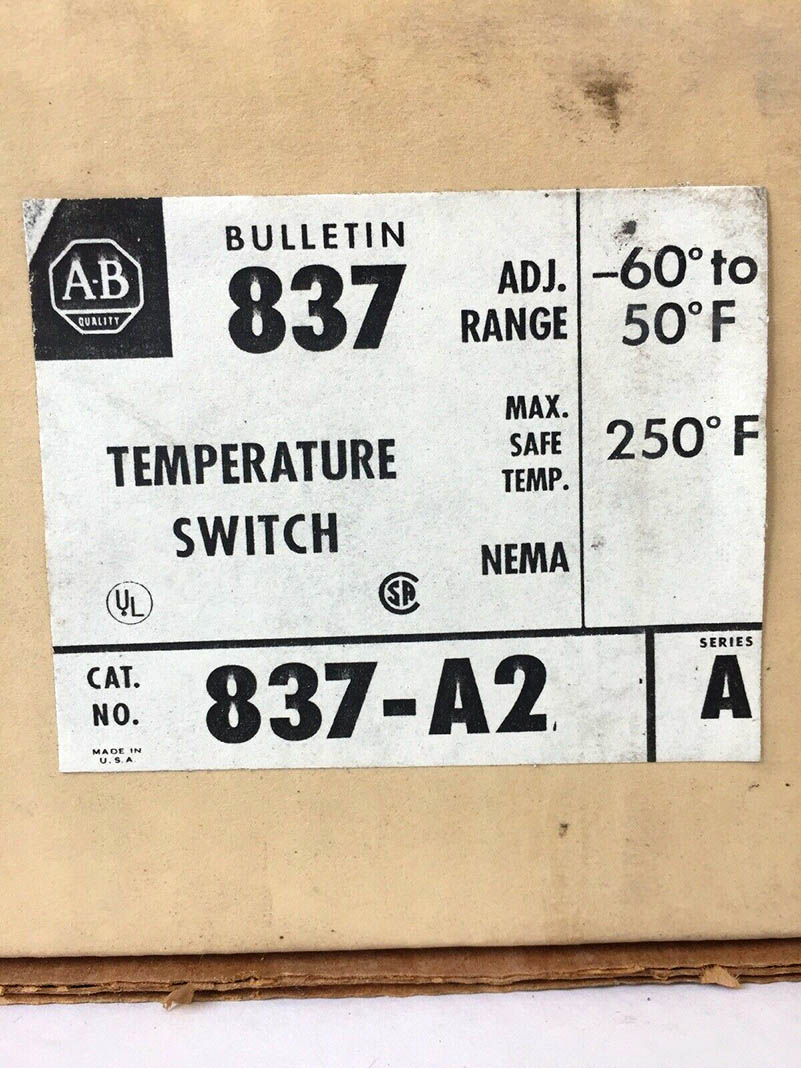 A-B
QUALITY
BULLETIN
837
ADJ.
RANGE
–60° to
50° F
TEMPERATURE
SWITCH
MAX.
SAFE
TEMP.
250° F
NEMA
UL
CSA
CAT.
NO.
837-A2
SERIES
A
MADE IN
U.S.A.